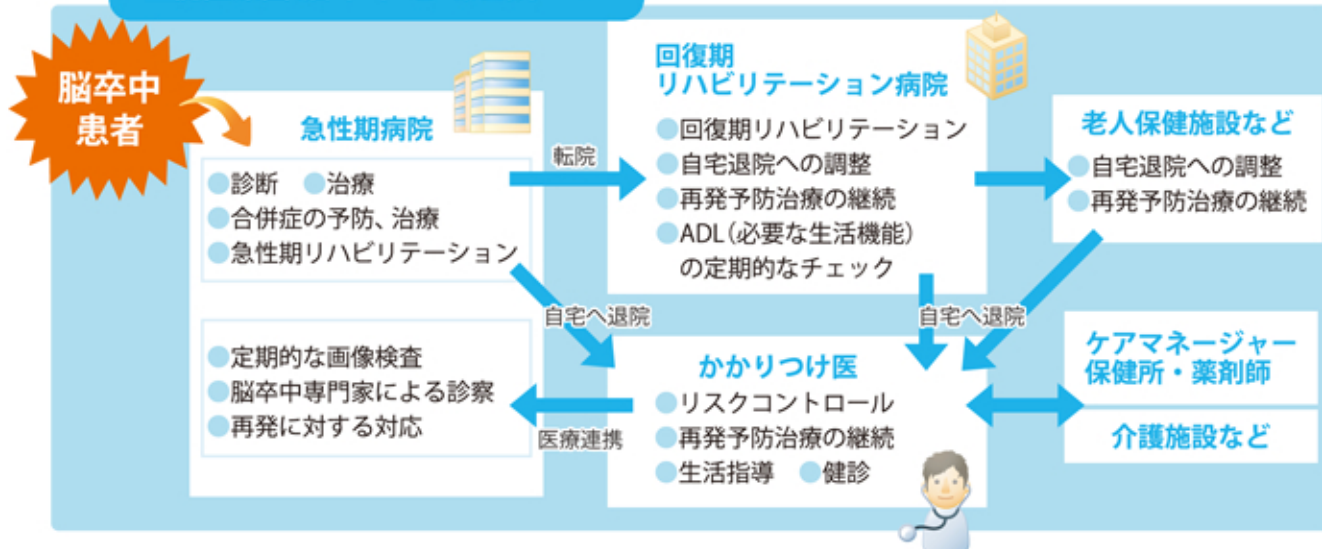 脳卒中
患者
急性期病院
●診断 ●治療
●合併症の予防、治療
●急性期リハビリテーション
●定期的な画像検査
●脳卒中専門家による診察
●再発に対する対応
転院
回復期
リハビリテーション病院
●回復期リハビリテーション
●自宅退院への調整
●再発予防治療の継続
●ADL(必要な生活機能)
の定期的なチェック
老人保健施設など
●自宅退院への調整
●再発予防治療の継続
自宅へ退院
自宅へ退院
かかりつけ医
●リスクコントロール
●再発予防治療の継続
●生活指導 ●健診
医療連携
ケアマネージャー
保健所・薬剤師
介護施設など